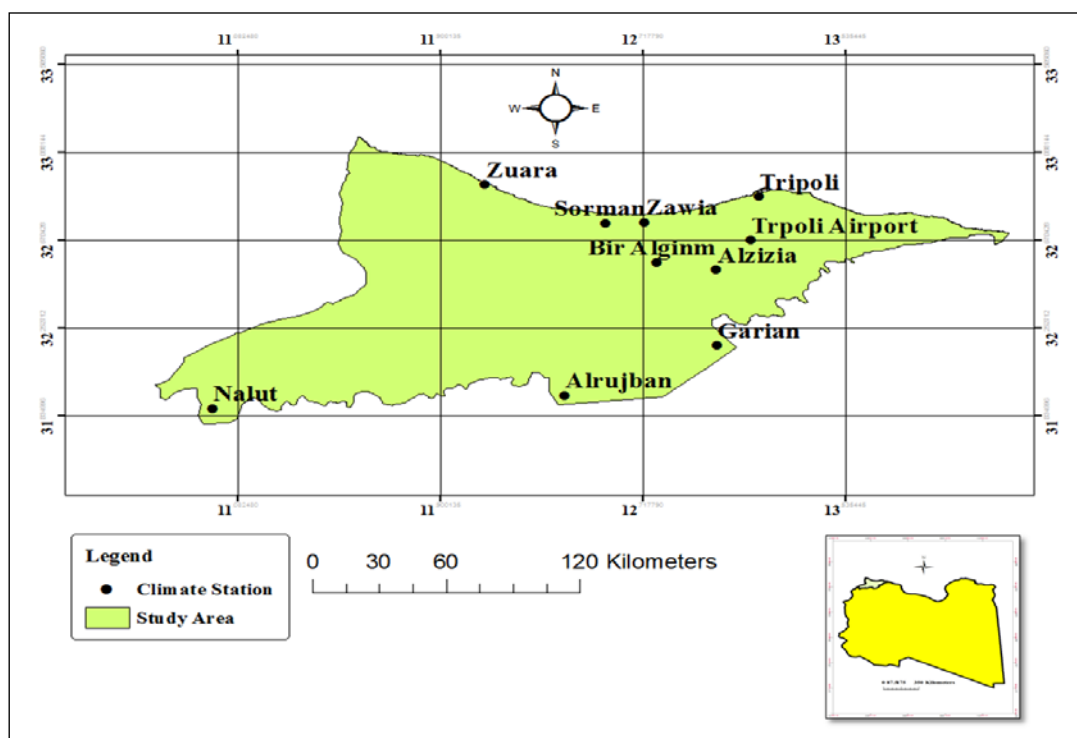 11 11 12 13
33 33
N
W E
S
33 33
Zuara
Tripoli
Sorman Zawia
Trpoli Airport
32 32
Bir Alginm
Alzizia
32 32
Garian
Alrujban
Nalut
31 31
11 11 12 13
Legend
Climate Station
Study Area
0 30 60 120 Kilometers